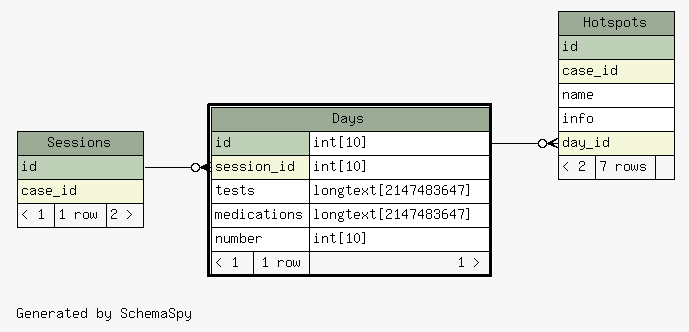 Hotspots
id
case_id
name
info
day_id
< 2 7 rows
Days
id int[10]
session_id int[10]
tests longtext[2147483647]
medications longtext[2147483647]
number int[10]
< 1 1 row 1 >
Sessions
id
case_id
< 1 1 row 2 >
Generated by SchemaSpy